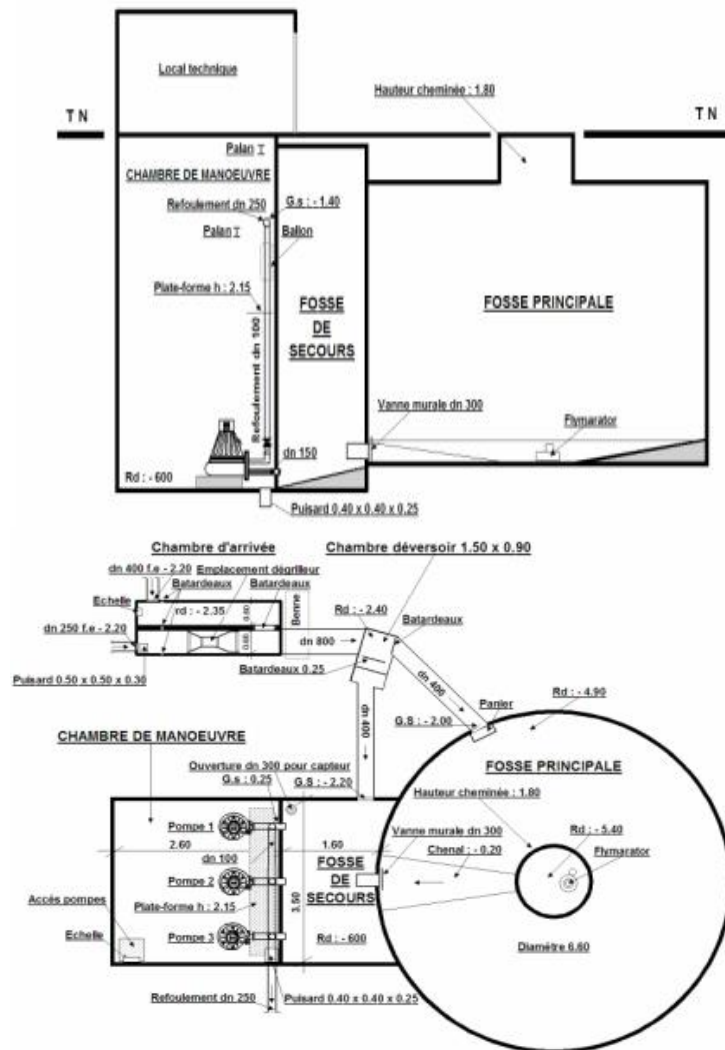 Local technique
Hauteur cheminée : 1.80
T N
T N
Palan
CHAMBRE DE MANOEUVRE
Refoulement dn 250
G.s : - 1.40
Palan
Ballon
Plate-forme h : 2.15
FOSSE
DE
SECOURS
FOSSE PRINCIPALE
Refoulement dn 100
Vanne murale dn 300
Flymarator
dn 150
Rd : - 600
Puisard 0.40 x 0.40 x 0.25
Chambre d'arrivée
Chambre déversoir 1.50 x 0.90
dn 400 f.e - 2.20
Emplacement dégrilleur
Batardeaux
Batardeaux
Echelle
rd : - 2.35
0.60
Benne
Rd : - 2.40
Batardeaux
dn 250 f.e - 2.20
0.60
dn 800
Batardeaux 0.25
Puisard 0.50 x 0.50 x 0.30
dn 400
dn 400
Panier
Rd : - 4.90
G.S : - 2.00
CHAMBRE DE MANOEUVRE
Ouverture dn 300 pour capteur
FOSSE PRINCIPALE
G.s : 0.25
G.S : - 2.20
Hauteur cheminée : 1.80
Pompe 1
Vanne murale dn 300
Rd : - 5.40
2.60
1.60
dn 100
FOSSE
DE
SECOURS
Chenal : - 0.20
Flymarator
Pompe 2
3.50
Accés pompes
Plate-forme h : 2.15
Echelle
Pompe 3
Rd : - 600
Diamétre 6.60
Refoulement dn 250
Puisard 0.40 x 0.40 x 0.25